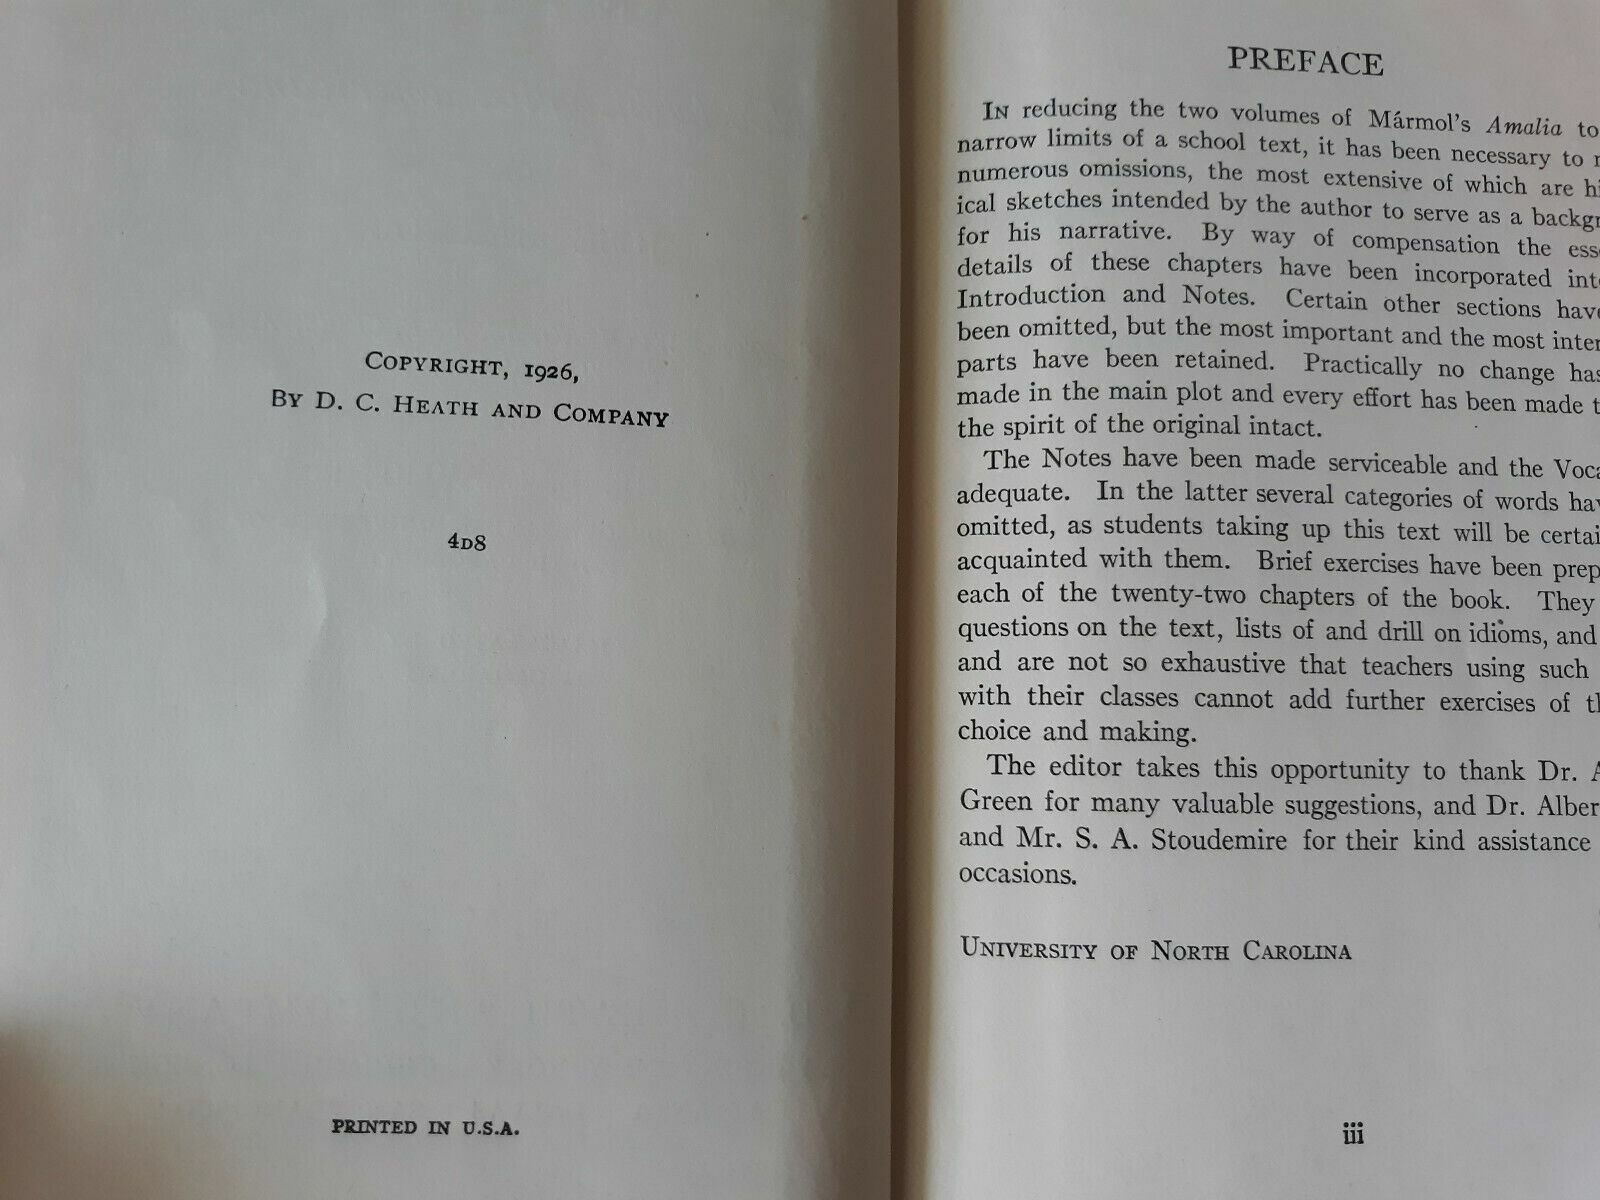 COPYRIGHT, 1926,
BY D. C. HEATH AND COMPANY
4D8
PRINTED IN U.S.A.
PREFACE
IN reducing the two volumes of Mármol's Amalia to
narrow limits of a school text, it has been necessary to
numerous omissions, the most extensive of which are
ical sketches intended by the author to serve as a
for his narrative. By way of compensation the
details of these chapters have been incorporated
Introduction and Notes. Certain other sections
been omitted, but the most important and the most
parts have been retained. Practically no change has
made in the main plot and every effort has been made
the spirit of the original intact.
The Notes have been made serviceable and the
adequate. In the latter several categories of words
omitted, as students taking up this text will be
acquainted with them. Brief exercises have been
each of the twenty-two chapters of the book. They
questions on the text, lists of and drill on idioms, and
and are not so exhaustive that teachers using such
with their classes cannot add further exercises of
choice and making.
The editor takes this opportunity to thank Dr.
Green for many valuable suggestions, and Dr.
and Mr. S. A. Stoudemire for their kind assistance
occasions.
UNIVERSITY OF NORTH CAROLINA
iii